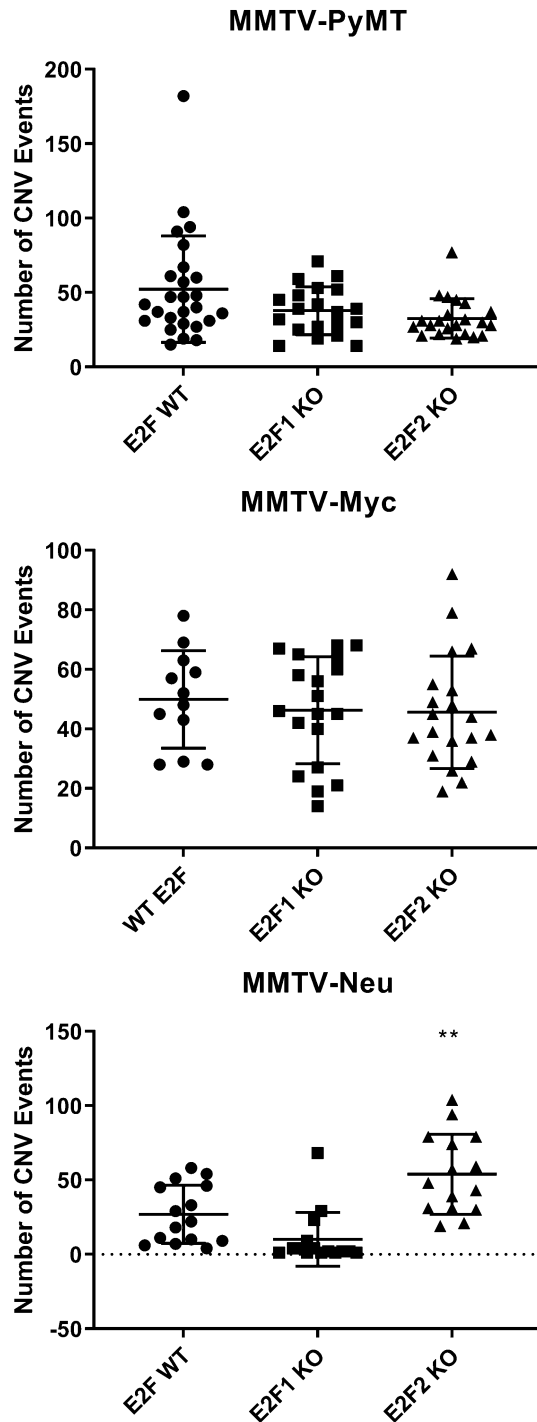 MMTV-PyMT
Number of CNV Events
200
150
100
50
0
E2F WT
E2F1 KO
E2F2 KO
MMTV-Myc
Number of CNV Events
100
80
60
40
20
0
WT E2F
E2F1 KO
E2F2 KO
MMTV-Neu
Number of CNV Events
150
100
50
0
-50
**
E2F WT
E2F1 KO
E2F2 KO